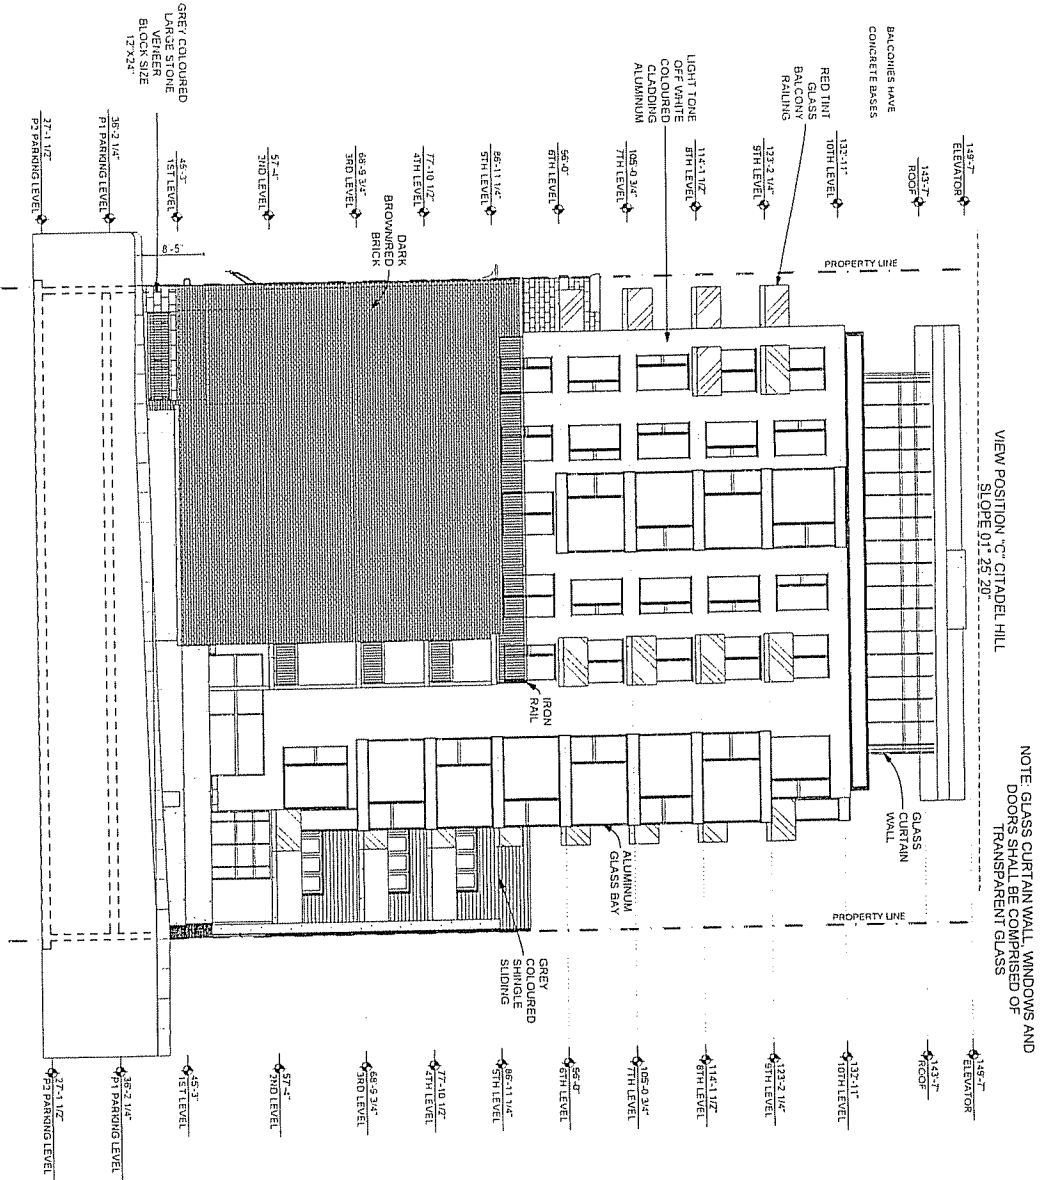 NOTE: GLASS CURTAIN WALL, WINDOWS AND
DOORS SHALL BE COMPRISED OF
TRANSPARENT GLASS
VIEW POSITION "C" CITADEL HILL
SLOPE 01° 25' 20"
149'-7"
ELEVATOR
143'-7"
ROOF
132'-11"
10TH LEVEL
123'-2 1/4"
9TH LEVEL
114'-1 1/2"
8TH LEVEL
105'-0 3/4"
7TH LEVEL
96'-0"
6TH LEVEL
86'-11 1/4"
5TH LEVEL
77'-10 1/2"
4TH LEVEL
68'-9 3/4"
3RD LEVEL
57'-4"
2ND LEVEL
45'-3"
1ST LEVEL
36'-2 1/4"
P1 PARKING LEVEL
27'-1 1/2"
P2 PARKING LEVEL
BALCONIES HAVE
CONCRETE BASES
RED TINT
GLASS
BALCONY
RAILING
LIGHT TONE
OFF WHITE
COLOURED
CLADDING
ALUMINUM
DARK
BROWN/RED
BRICK
GREY COLOURED
LARGE STONE
VENEER
BLOCK SIZE
12"X24"
8'-5"
PROPERTY LINE
PROPERTY LINE
GLASS
CURTAIN
WALL
IRON
RAIL
ALUMINUM
GLASS BAY
GREY
COLOURED
SHINGLE
SLIDING
149'-7"
ELEVATOR
143'-7"
ROOF
132'-11"
10TH LEVEL
123'-2 1/4"
9TH LEVEL
114'-1 1/2"
8TH LEVEL
105'-0 3/4"
7TH LEVEL
96'-0"
6TH LEVEL
86'-11 1/4"
5TH LEVEL
77'-10 1/2"
4TH LEVEL
68'-9 3/4"
3RD LEVEL
57'-4"
2ND LEVEL
45'-3"
1ST LEVEL
36'-2 1/4"
P1 PARKING LEVEL
27'-1 1/2"
P2 PARKING LEVEL